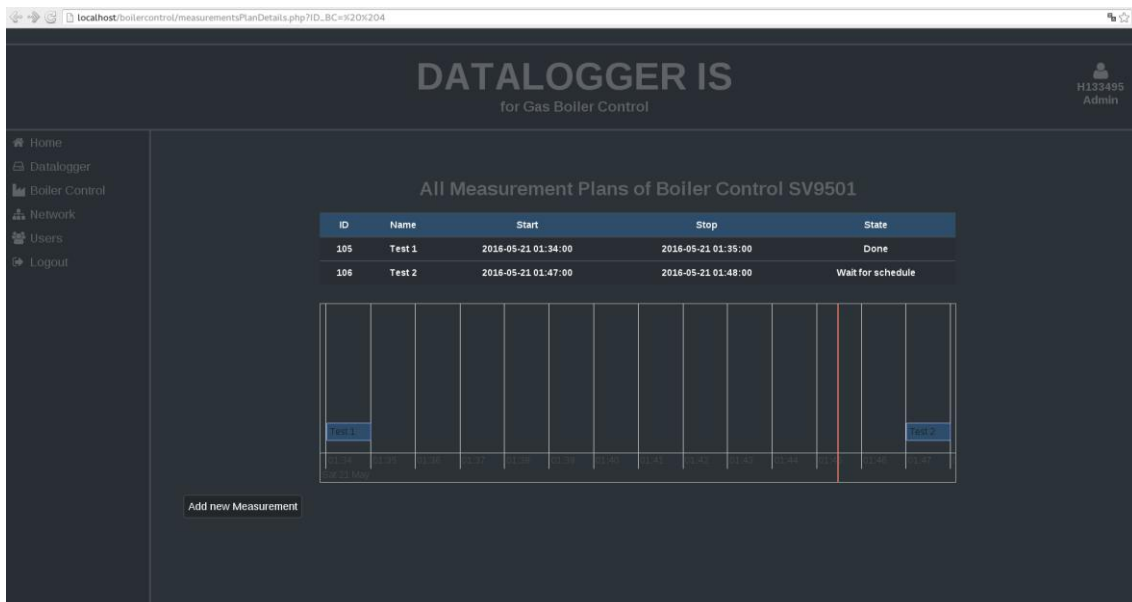 localhost/boilercontrol/measurementsPlanDetails.php?ID_BC=%20%204
DATALOGGER IS
for Gas Boiler Control
H133495
Admin
Home
Datalogger
Boiler Control
Network
Users
Logout
All Measurement Plans of Boiler Control SV9501
ID Name Start Stop State
105 Test 1 2016-05-21 01:34:00 2016-05-21 01:35:00 Done
106 Test 2 2016-05-21 01:47:00 2016-05-21 01:48:00 Wait for schedule
Test 1 Test 2
01:34 01:35 01:36 01:37 01:38 01:39 01:40 01:41 01:42 01:43 01:44 01:45 01:46 01:47
Sat 21 May
Add new Measurement